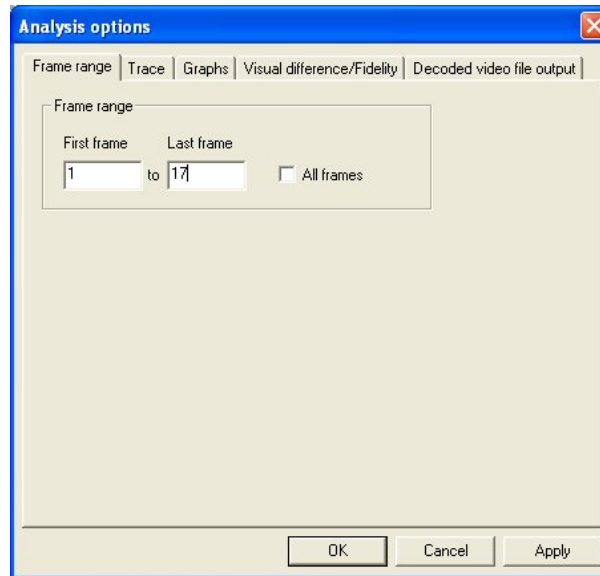 Analysis options
Frame range Trace Graphs Visual difference/Fidelity Decoded video file output
Frame range
First frame Last frame
1 to 17 All frames
OK Cancel Apply